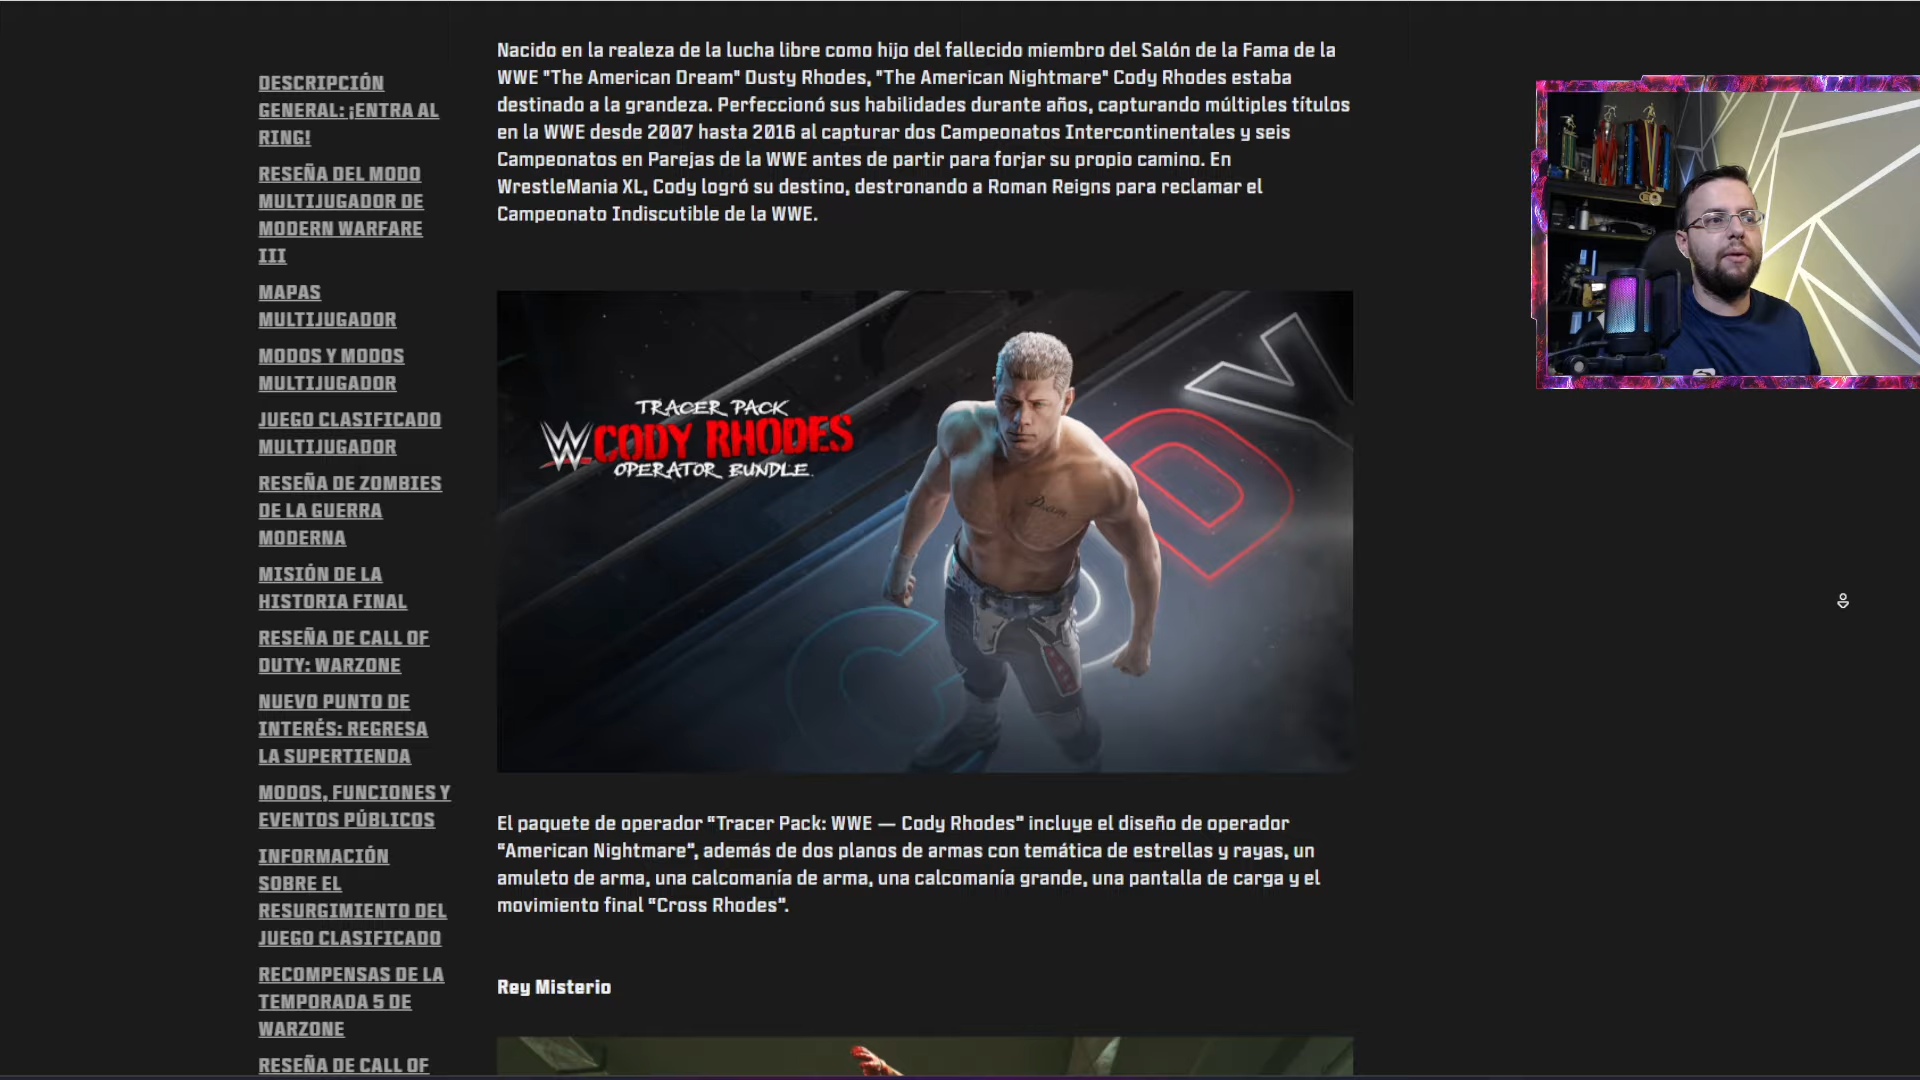 DESCRIPCIÓN
GENERAL: ¡ENTRA AL
RING!
RESEÑA DEL MODO
MULTIJUGADOR DE
MODERN WARFARE
III
MAPAS
MULTIJUGADOR
MODOS Y MODOS
MULTIJUGADOR
JUEGO CLASIFICADO
MULTIJUGADOR
RESEÑA DE ZOMBIES
DE LA GUERRA
MODERNA
MISIÓN DE LA
HISTORIA FINAL
RESEÑA DE CALL OF
DUTY: WARZONE
NUEVO PUNTO DE
INTERÉS: REGRESA
LA SUPERTIENDA
MODOS, FUNCIONES Y
EVENTOS PÚBLICOS
INFORMACIÓN
SOBRE EL
RESURGIMIENTO DEL
JUEGO CLASIFICADO
RECOMPENSAS DE LA
TEMPORADA 5 DE
WARZONE
RESEÑA DE CALL OF
Nacido en la realeza de la lucha libre como hijo del fallecido miembro del Salón de la Fama de la
WWE "The American Dream" Dusty Rhodes, "The American Nightmare" Cody Rhodes estaba
destinado a la grandeza. Perfeccionó sus habilidades durante años, capturando múltiples títulos
en la WWE desde 2007 hasta 2016 al capturar dos Campeonatos Intercontinentales y seis
Campeonatos en Parejas de la WWE antes de partir para forjar su propio camino. En
WrestleMania XL, Cody logró su destino, destronando a Roman Reigns para reclamar el
Campeonato Indiscutible de la WWE.
TRACER PACK
W CODY RHODES
OPERATOR BUNDLE
CODY
Dream
El paquete de operador “Tracer Pack: WWE — Cody Rhodes” incluye el diseño de operador
“American Nightmare”, además de dos planos de armas con temática de estrellas y rayas, un
amuleto de arma, una calcomanía de arma, una calcomanía grande, una pantalla de carga y el
movimiento final “Cross Rhodes”.
Rey Misterio